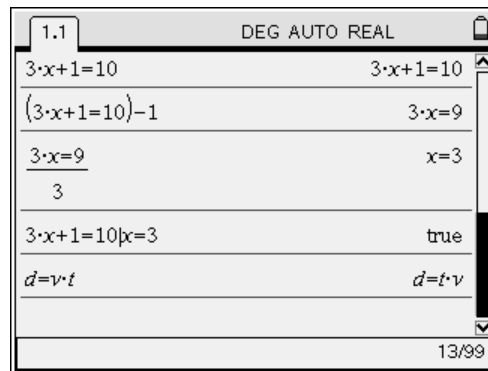 1.1 DEG AUTO REAL
3·x+1=10 3·x+1=10
(3·x+1=10)−1 3·x=9
3·x=9 x=3
3
3·x+1=10|x=3 true
d=v·t d=t·v
13/99